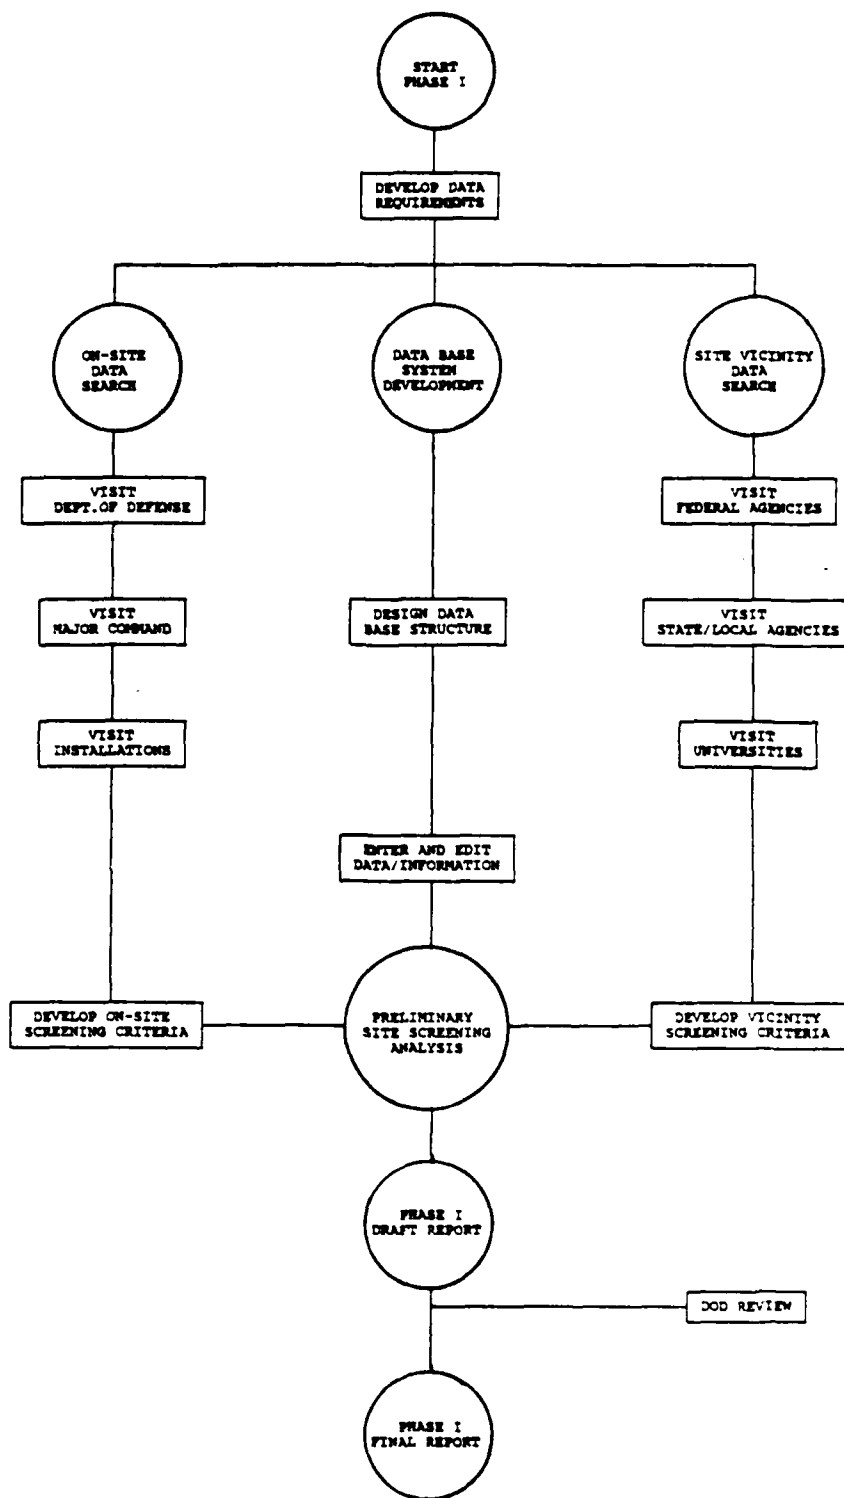 START
PHASE I
DEVELOP DATA
REQUIREMENTS
ON-SITE
DATA
SEARCH
DATA BASE
SYSTEM
DEVELOPMENT
SITE VICINITY
DATA
SEARCH
VISIT
DEPT.OF DEFENSE
VISIT
FEDERAL AGENCIES
VISIT
MAJOR COMMAND
DESIGN DATA
BASE STRUCTURE
VISIT
STATE/LOCAL AGENCIES
VISIT
INSTALLATIONS
VISIT
UNIVERSITIES
ENTER AND EDIT
DATA/INFORMATION
DEVELOP ON-SITE
SCREENING CRITERIA
PRELIMINARY
SITE SCREENING
ANALYSIS
DEVELOP VICINITY
SCREENING CRITERIA
PHASE I
DRAFT REPORT
DOD REVIEW
PHASE I
FINAL REPORT